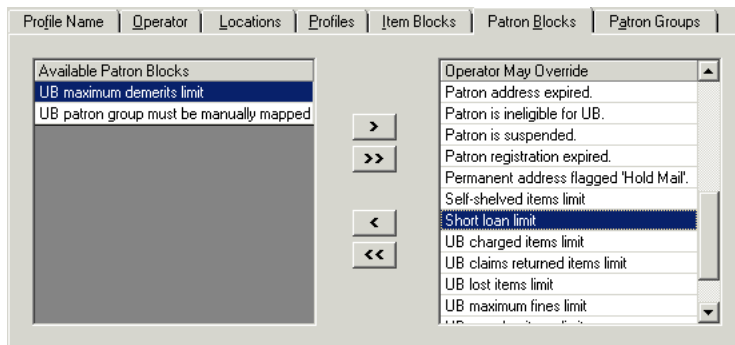 Profile Name Operator Locations Profiles Item Blocks Patron Blocks Patron Groups
Available Patron Blocks
UB maximum demerits limit
UB patron group must be manually mapped
>
>>
<
<<
Operator May Override
Patron address expired.
Patron is ineligible for UB.
Patron is suspended.
Patron registration expired.
Permanent address flagged 'Hold Mail'.
Self-shelved items limit
Short loan limit
UB charged items limit
UB claims returned items limit
UB lost items limit
UB maximum fines limit